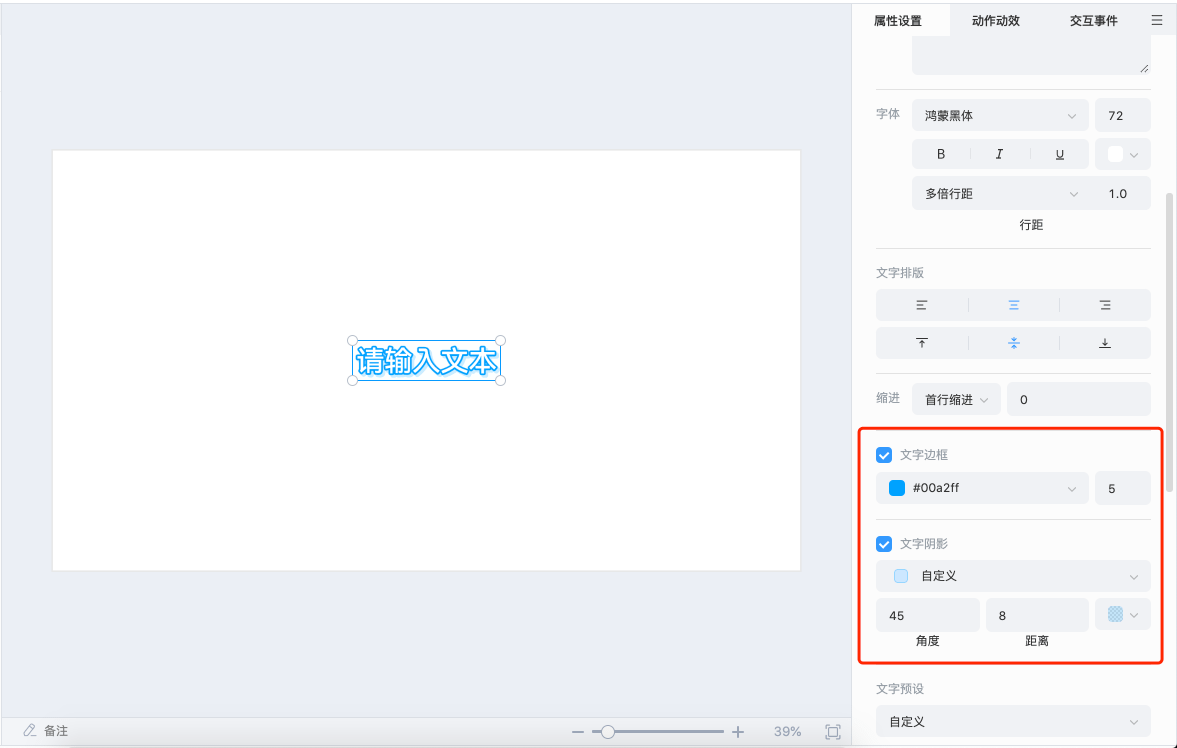 属性设置 动作动效 交互事件
字体 鸿蒙黑体 72
B I U
多倍行距 1.0
行距
文字排版
缩进 首行缩进 0
文字边框
#00a2ff 5
文字阴影
自定义
45 8
角度 距离
文字预设
自定义
请输入文本
备注 39%